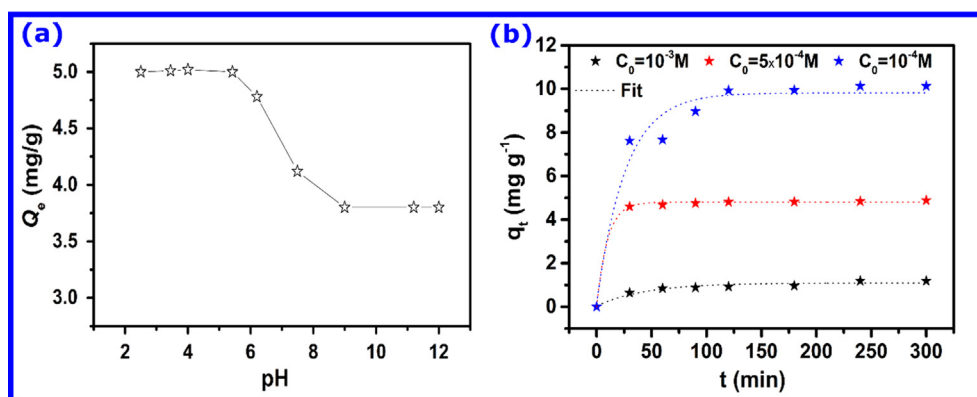 (a)
5.0
4.5
4.0
3.5
3.0
Qe (mg/g)
2 4 6 8 10 12
pH
(b)
12
10
8
6
4
2
0
qt (mg g⁻¹)
C₀=10⁻³M C₀=5×10⁻⁴M C₀=10⁻⁴M
Fit
0 50 100 150 200 250 300
t (min)